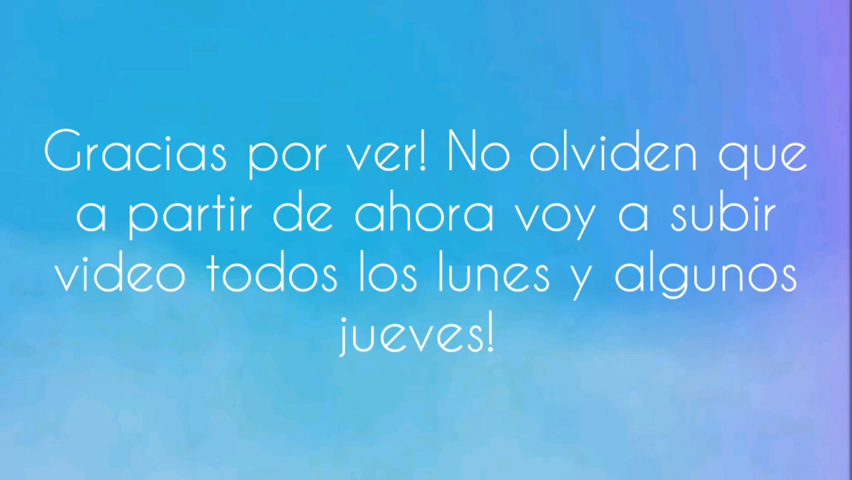 Gracias por ver! No olviden que
a partir de ahora voy a subir
video todos los lunes y algunos
jueves!